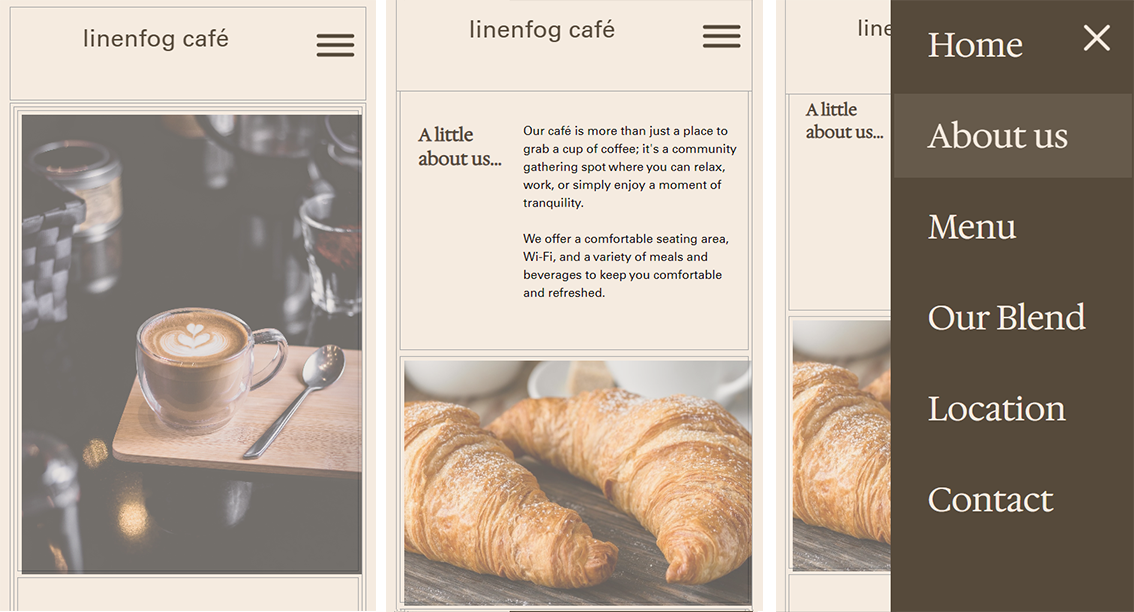 linenfog café
linenfog café
A little
about us...
Our café is more than just a place to
grab a cup of coffee; it's a community
gathering spot where you can relax,
work, or simply enjoy a moment of
tranquility.
We offer a comfortable seating area,
Wi-Fi, and a variety of meals and
beverages to keep you comfortable
and refreshed.
line
A little
about us...
Home
About us
Menu
Our Blend
Location
Contact